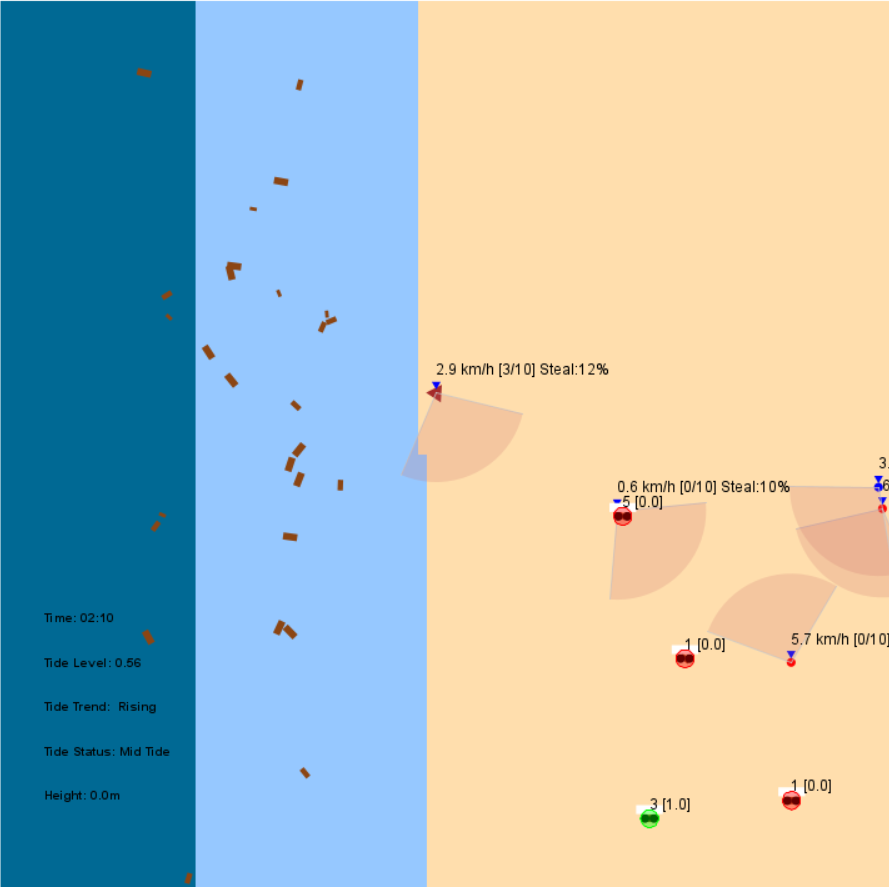 2.9 km/h [3/10] Steal:12%
3.
0.6 km/h [0/10] Steal:10%
6
5 [0.0]
Time: 02:10
5.7 km/h [0/10]
1 [0.0]
Tide Level: 0.56
Tide Trend: Rising
Tide Status: Mid Tide
1 [0.0]
Height: 0.0m
3 [1.0]